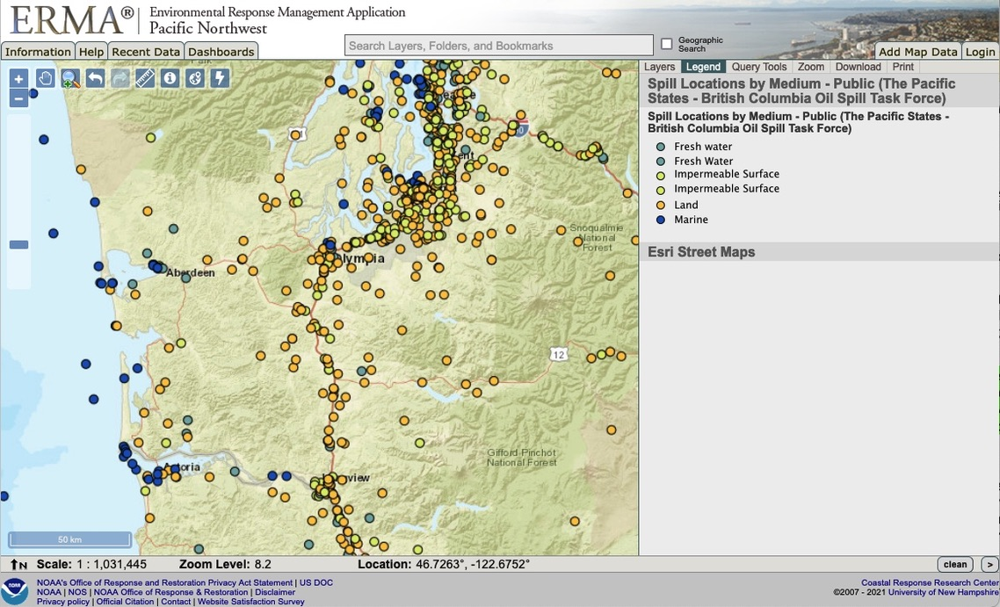 ERMA®
Environmental Response Management Application
Pacific Northwest
Information
Help
Recent Data
Dashboards
Search Layers, Folders, and Bookmarks
Geographic
Search
Add Map Data
Login
Layers
Legend
Query Tools
Zoom
Download
Print
Spill Locations by Medium - Public (The Pacific
States - British Columbia Oil Spill Task Force)
Spill Locations by Medium - Public (The Pacific States -
British Columbia Oil Spill Task Force)
Fresh water
Fresh Water
Impermeable Surface
Impermeable Surface
Land
Marine
Esri Street Maps
Snoqualmie
National
Forest
Aberdeen
12
Gifford Pinchot
National Forest
50 km
N
Scale: 1 : 1,031,445
Zoom Level: 8.2
Location: 46.7263°, -122.6752°
clean
>
NOAA's Office of Response and Restoration Privacy Act Statement | US DOC
NOAA | NOS | NOAA Office of Response & Restoration | Disclaimer
Privacy policy | Official Citation | Contact | Website Satisfaction Survey
Coastal Response Research Center
©2007 - 2021 University of New Hampshire